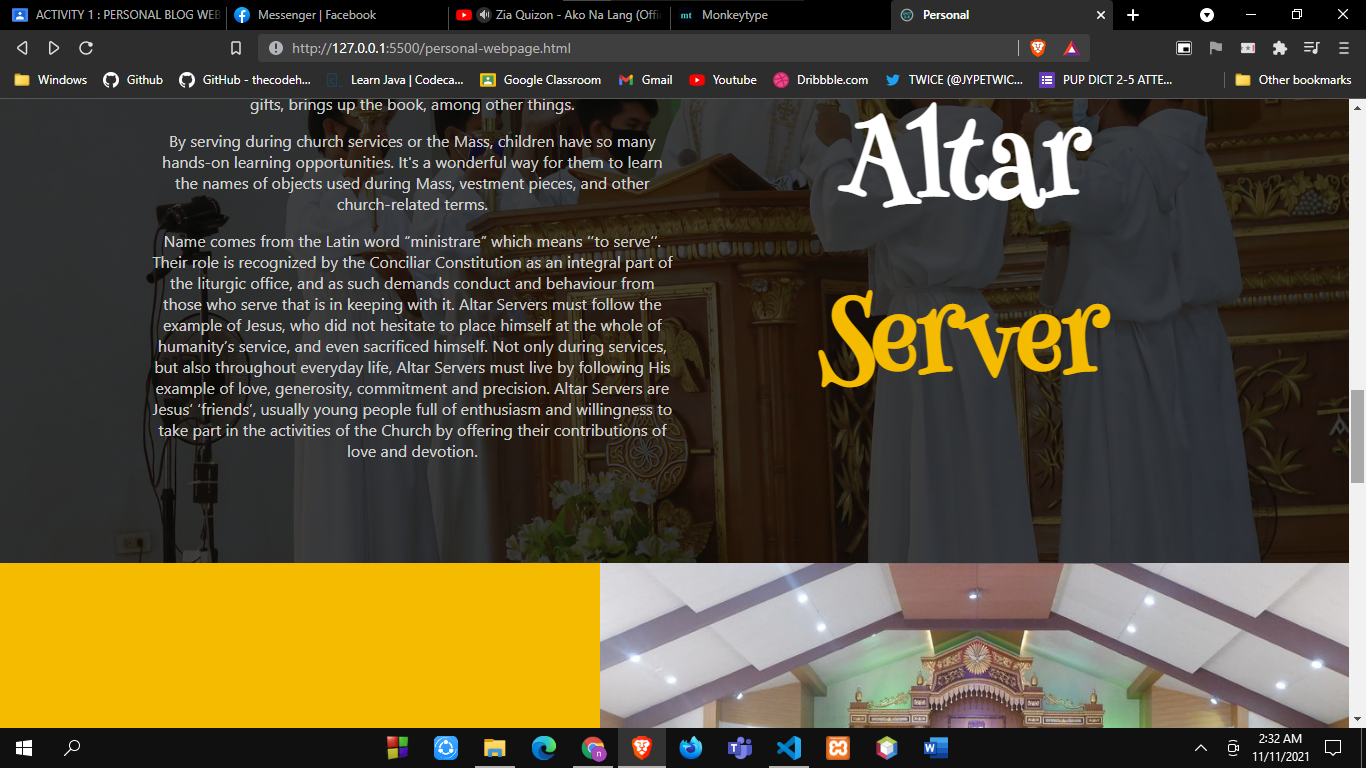 ACTIVITY 1 : PERSONAL BLOG WEB
Messenger | Facebook
Zia Quizon - Ako Na Lang (Offi
mt Monkeytype
Personal
http://127.0.0.1:5500/personal-webpage.html
Windows
Github
GitHub - thecodeh...
Learn Java | Codeca...
Google Classroom
Gmail
Youtube
Dribbble.com
TWICE (@JYPETWIC...
PUP DICT 2-5 ATTE...
Other bookmarks
gifts, brings up the book, among other things.
By serving during church services or the Mass, children have so many
hands-on learning opportunities. It's a wonderful way for them to learn
the names of objects used during Mass, vestment pieces, and other
church-related terms.
Name comes from the Latin word “ministrare” which means ‘‘to serve’’.
Their role is recognized by the Conciliar Constitution as an integral part of
the liturgic office, and as such demands conduct and behaviour from
those who serve that is in keeping with it. Altar Servers must follow the
example of Jesus, who did not hesitate to place himself at the whole of
humanity’s service, and even sacrificed himself. Not only during services,
but also throughout everyday life, Altar Servers must live by following His
example of love, generosity, commitment and precision. Altar Servers are
Jesus’ ‘friends’, usually young people full of enthusiasm and willingness to
take part in the activities of the Church by offering their contributions of
love and devotion.
Altar
Server
n
2:32 AM
11/11/2021